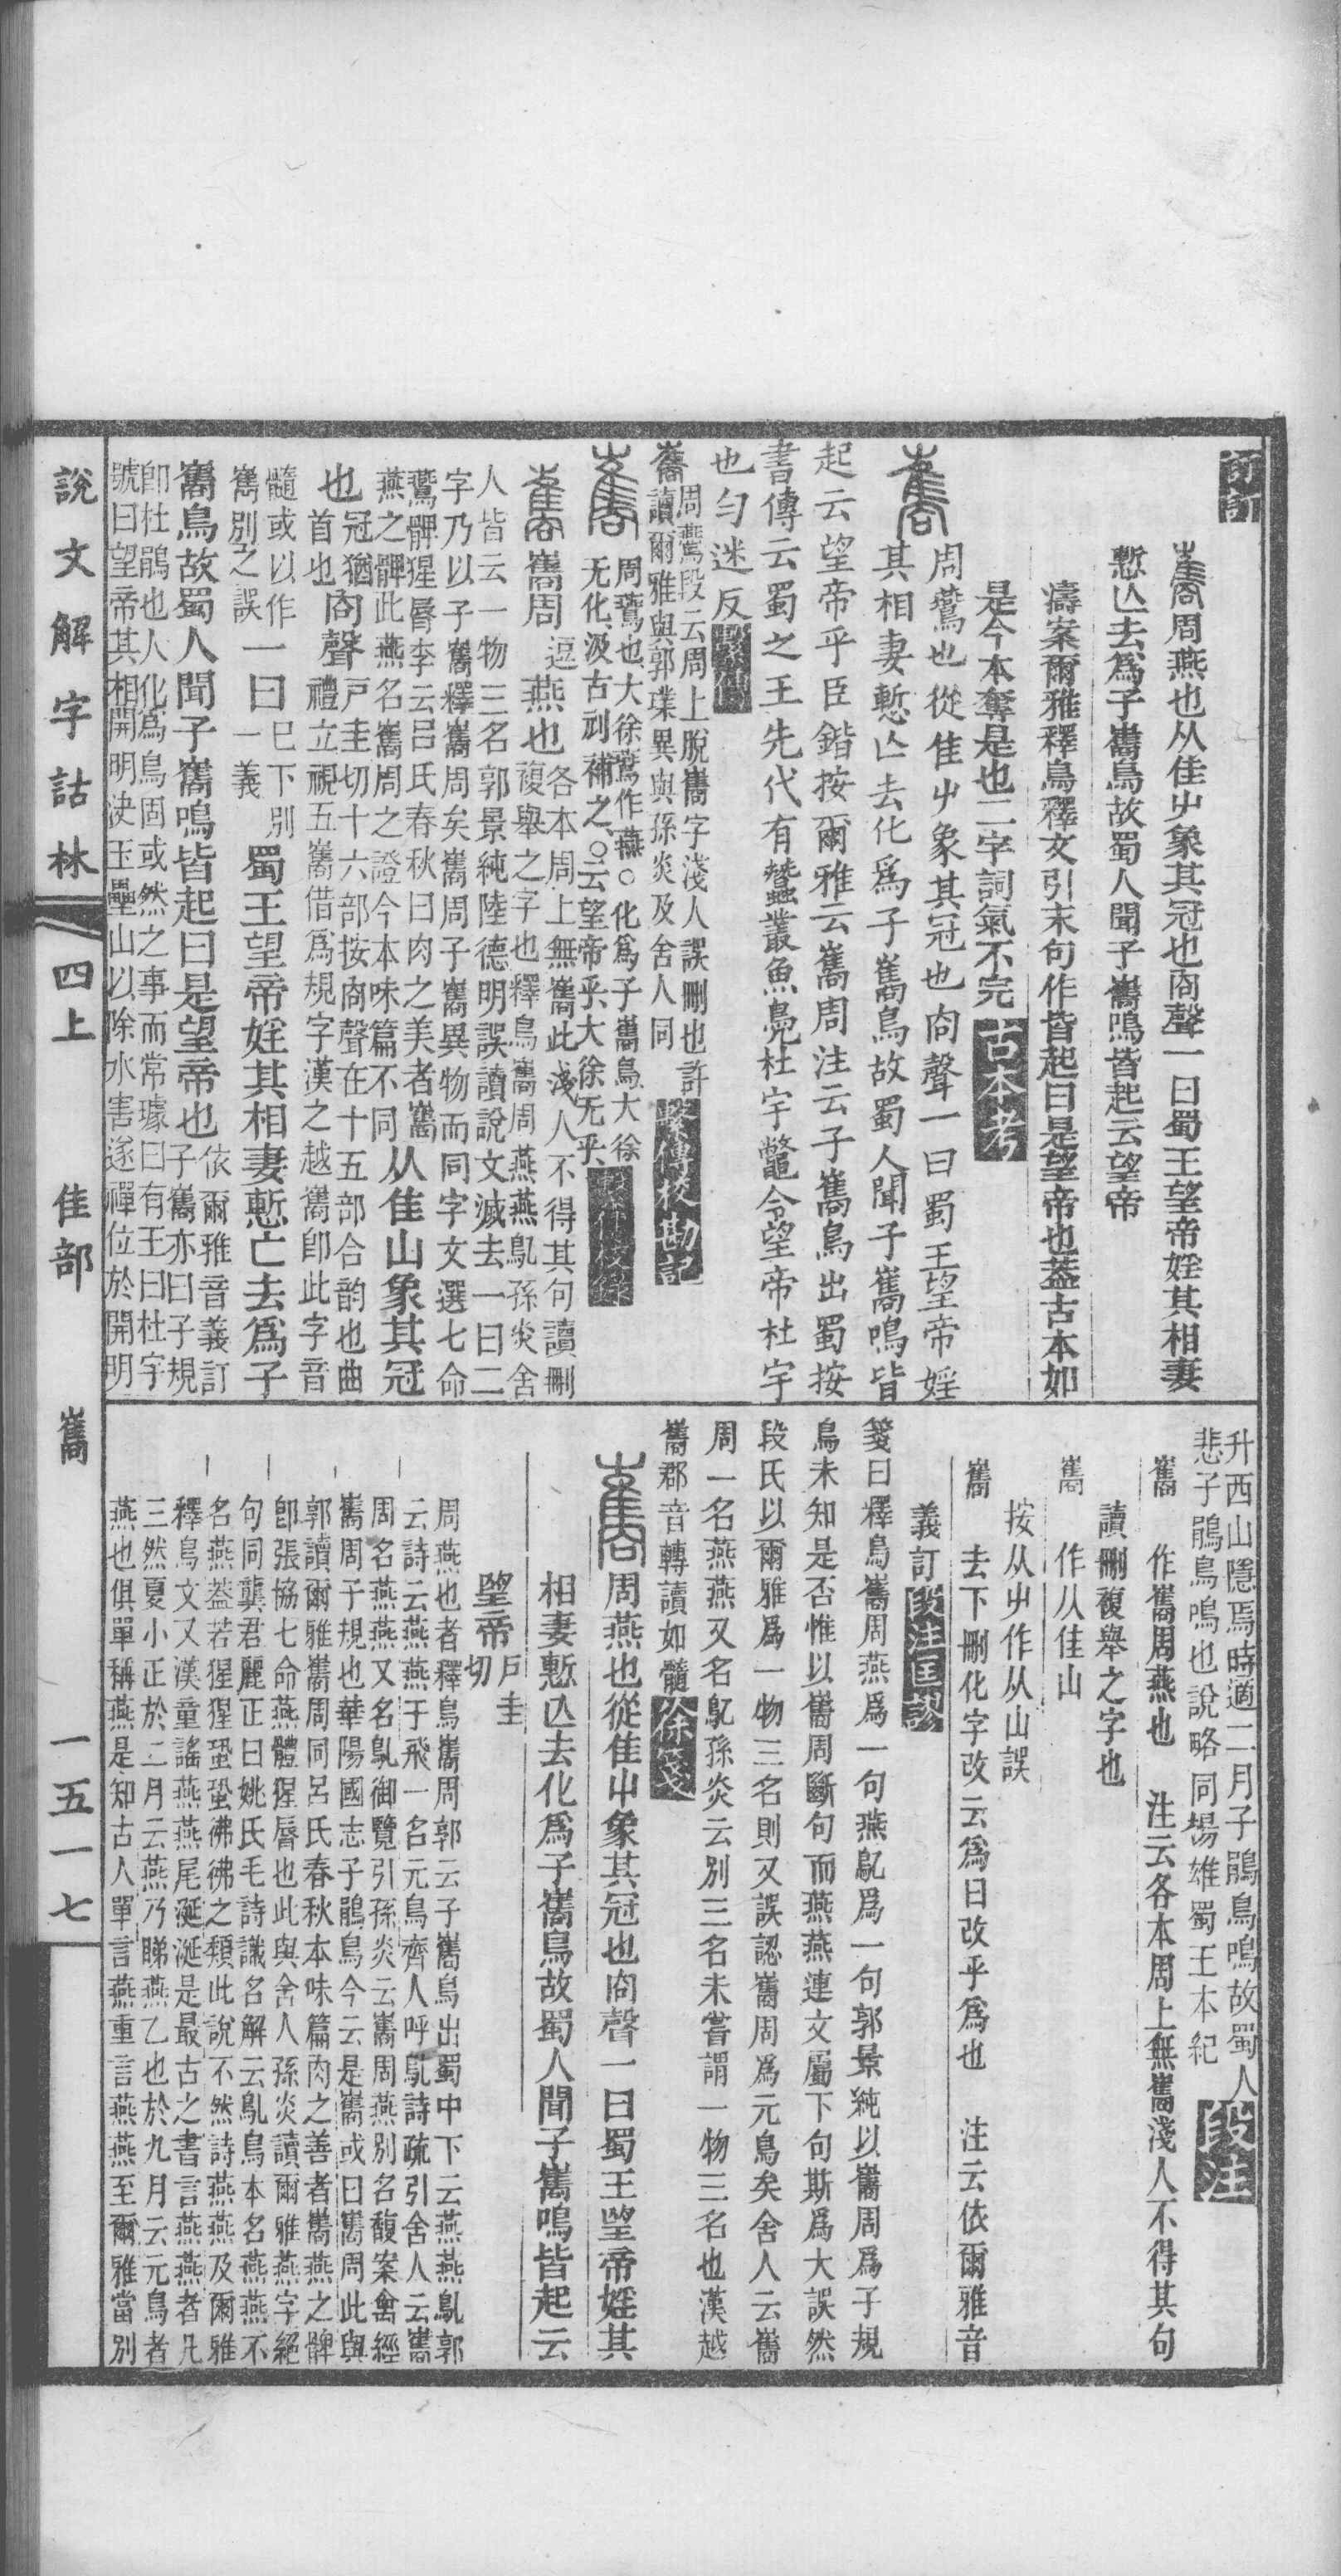 巂周燕也从隹屮象其冠也㕯聲一曰蜀王望帝婬其相妻
慙亾去爲子巂鳥故蜀人聞子巂鳴皆起云望帝
濤案爾雅釋鳥釋文引末句作皆起曰是望帝也葢古本如
是今本奪是也二字詞氣不完 古本考
周鷰也從隹屮象其冠也㕯聲一曰蜀王望帝婬
其相妻慙亾去化爲子巂鳥故蜀人聞子巂鳴皆
起云望帝乎臣鍇按爾雅云巂周注云子巂鳥出蜀按
書傳云蜀之王先代有蠶叢魚鳧杜宇鼈令望帝杜宇
也勻迷反 繫傳
周鷰段云周上脫巂字淺人誤刪也許
巂讀爾雅與郭璞異與孫炎及舍人同 繫傳校勘記
周鷰也大徐鷰作燕○化爲子巂鳥大徐
无化汲古刓補之○云望帝乎大徐无乎 繫傳校錄
巂 巂周逗燕也各本周上無巂此淺人不得其句讀刪
複舉之字也釋鳥巂周燕燕鳦孫炎舍
人皆云一物三名郭景純陸德明誤讀說文減去一曰二
字乃以子巂釋巂周矣巂周子巂異物而同字文選七命
鷰髀猩脣李云呂氏春秋曰肉之美者巂
燕之髀此燕名巂周之證今本味篇不同从隹山象其冠
也冠猶首也㕯聲戶圭切十六部按㕯聲在十五部合韵也曲
禮立視五巂借爲規字漢之越巂卽此字音
髓或以作
巂別之誤一曰巳下別一義蜀王望帝婬其相妻慙亡去爲子
巂鳥故蜀人聞子巂鳴皆起曰是望帝也依爾雅音義訂
子巂亦曰子規
卽杜鵑也人化爲鳥固或然之事而常璩曰有王曰杜宇
號曰望帝其相開明決玉壘山以除水害遂禪位於開明
升西山隱焉時適二月子鵑鳥鳴故蜀人
悲子鵑鳥鳴也說略同揚雄蜀王本紀 段注
巂 作巂周燕也 注云各本周上無巂淺人不得其句
讀刪複舉之字也
巂 作从隹山
按从屮作从山誤
巂 去下刪化字改云爲曰改乎爲也 注云依爾雅音
義訂 段注匡謬
箋曰釋鳥巂周燕爲一句燕鳦爲一句郭景純以巂周爲子規
鳥未知是否惟以巂周斷句而燕燕連文屬下句斯爲大誤然
段氏以爾雅爲一物三名則又誤認巂周爲元鳥矣舍人云巂
周一名燕燕又名鳦孫炎云別三名未嘗謂一物三名也漢越
巂郡音轉讀如髓 徐箋
周燕也從隹屮象其冠也㕯聲一曰蜀王望帝婬其
相妻慙亾去化爲子巂鳥故蜀人聞子巂鳴皆起云
望帝戶圭切
周燕也者釋鳥巂周郭云子巂鳥出蜀中下云燕燕鳦郭
云詩云燕燕于飛一名元鳥齊人呼鳦詩疏引舍人云巂
周名燕燕又名鳦御覽引孫炎云巂周燕別名馥案禽經
巂周子規也華陽國志子鵑鳥今云是巂或曰巂周此與
郭讀爾雅巂周同呂氏春秋本味篇肉之善者巂燕之髀
卽張協七命燕體猩脣也此與舍人孫炎讀爾雅燕字絕
句同龔君麗正曰姚氏毛詩識名解云鳦鳥本名燕燕不
名燕葢若猩猩蛩蛩狒狒之類此說不然詩燕燕及爾雅
釋鳥文又漢童謠燕燕尾涎涎是最古之書言燕燕者凡
三然夏小正於二月云燕乃睇燕乙也於九月云元鳥者
燕也俱單稱燕是知古人單言燕重言燕燕至爾雅當別
說文解字詁林 四上 隹部 巂 一五一七